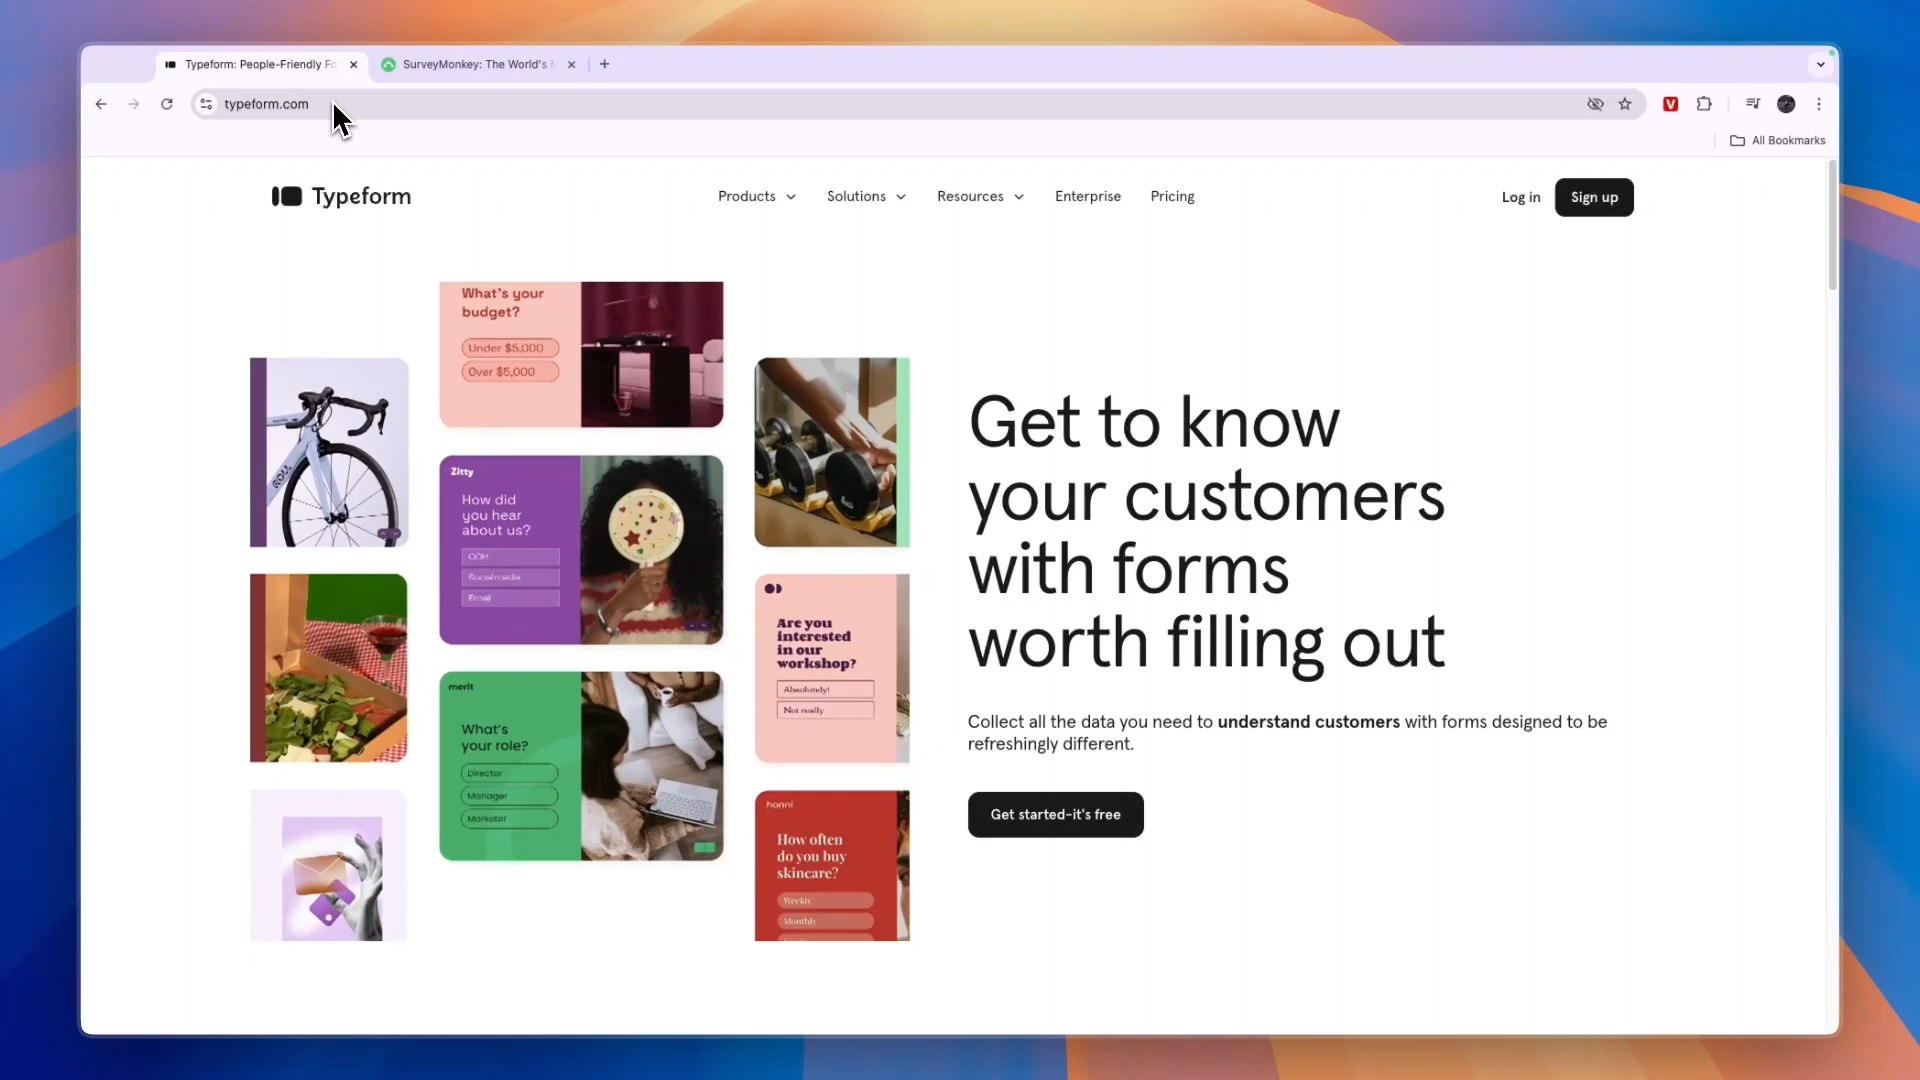 Typeform: People-Friendly Fo
SurveyMonkey: The World's
typeform.com
All Bookmarks
Typeform
Products
Solutions
Resources
Enterprise
Pricing
Log in
Sign up
What's your
budget?
Under $5,000
Over $5,000
Zitty
How did
you hear
about us?
OOH
Social media
Email
merit
What's
your role?
Director
Manager
Marketer
Are you
interested
in our
workshop?
Absolutely!
Not really
hanni
How often
do you buy
skincare?
Weekly
Monthly
Get to know
your customers
with forms
worth filling out
Collect all the data you need to understand customers with forms designed to be
refreshingly different.
Get started-it's free